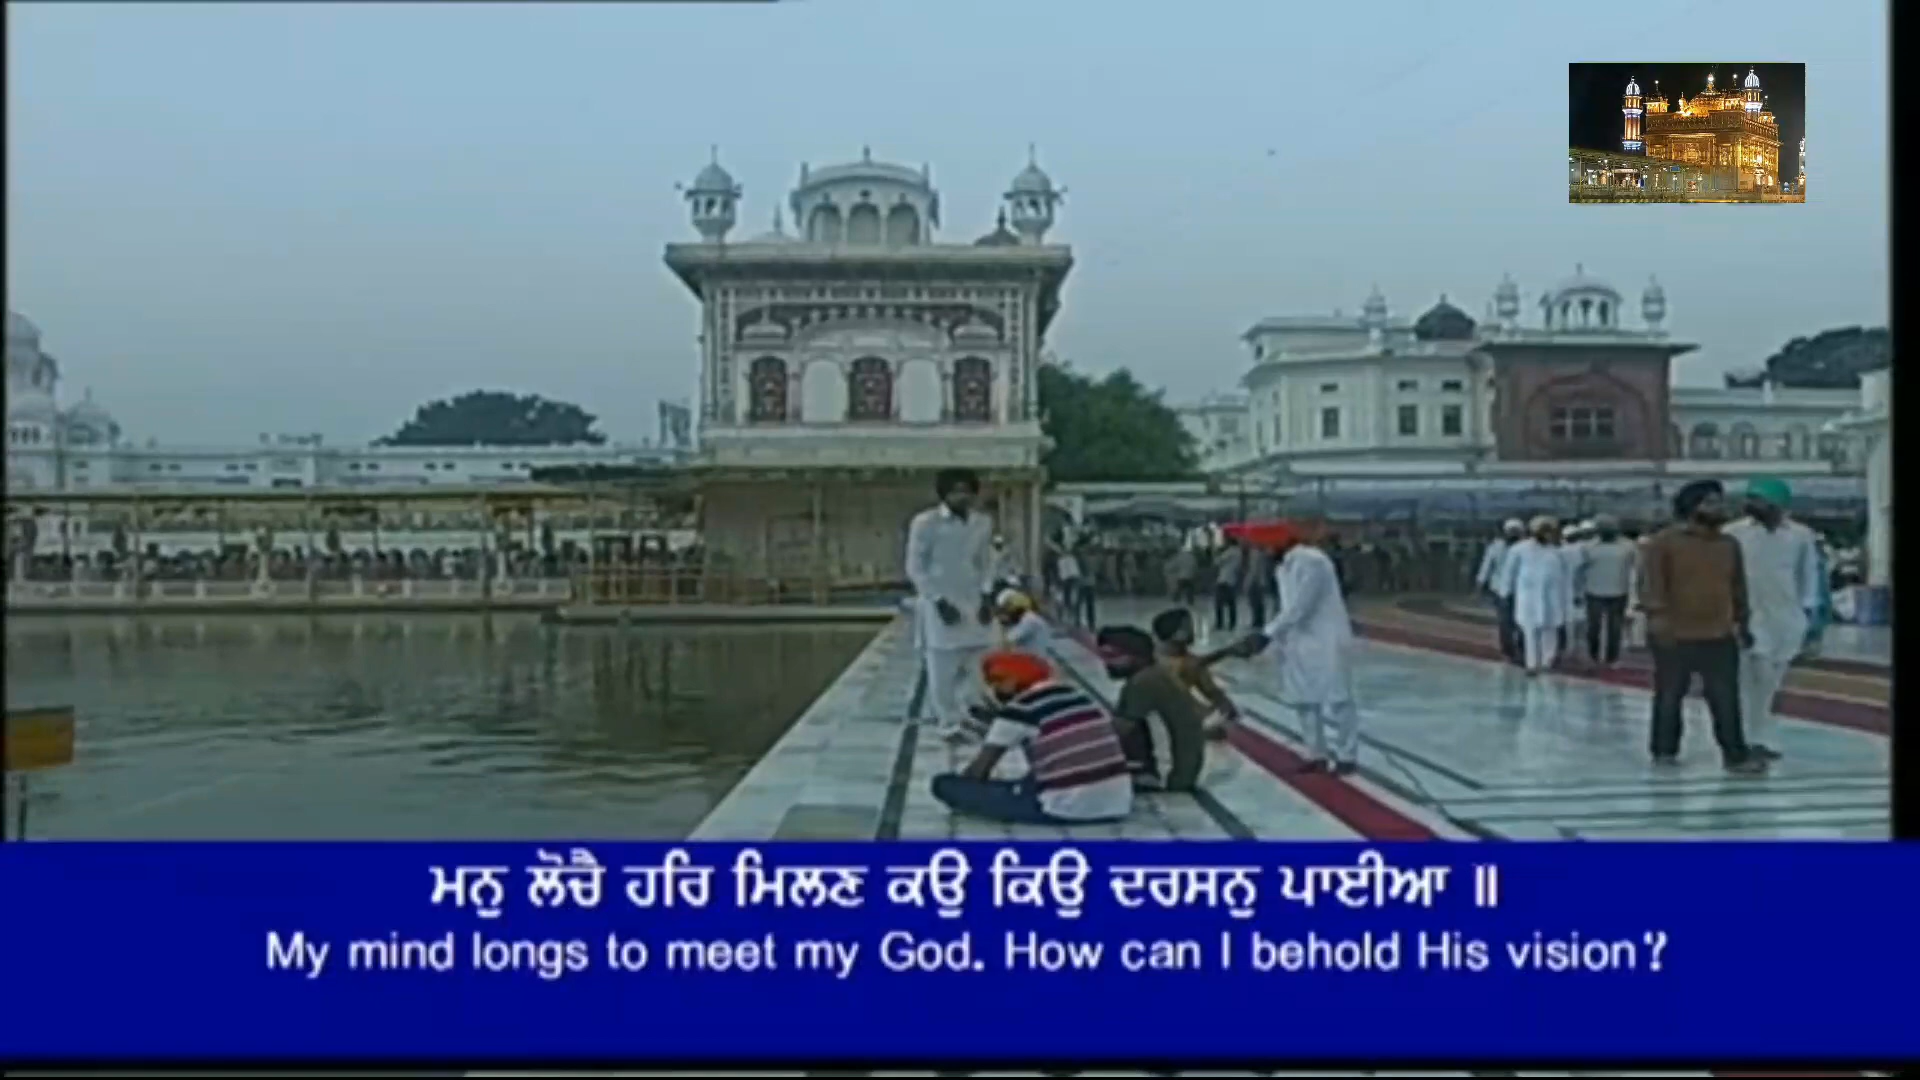 ਮਨੁ ਲੋਚੈ ਹਰਿ ਮਿਲਣ ਕਉ ਕਿਉ ਦਰਸਨੁ ਪਾਈਆ ॥
My mind longs to meet my God. How can I behold His vision?